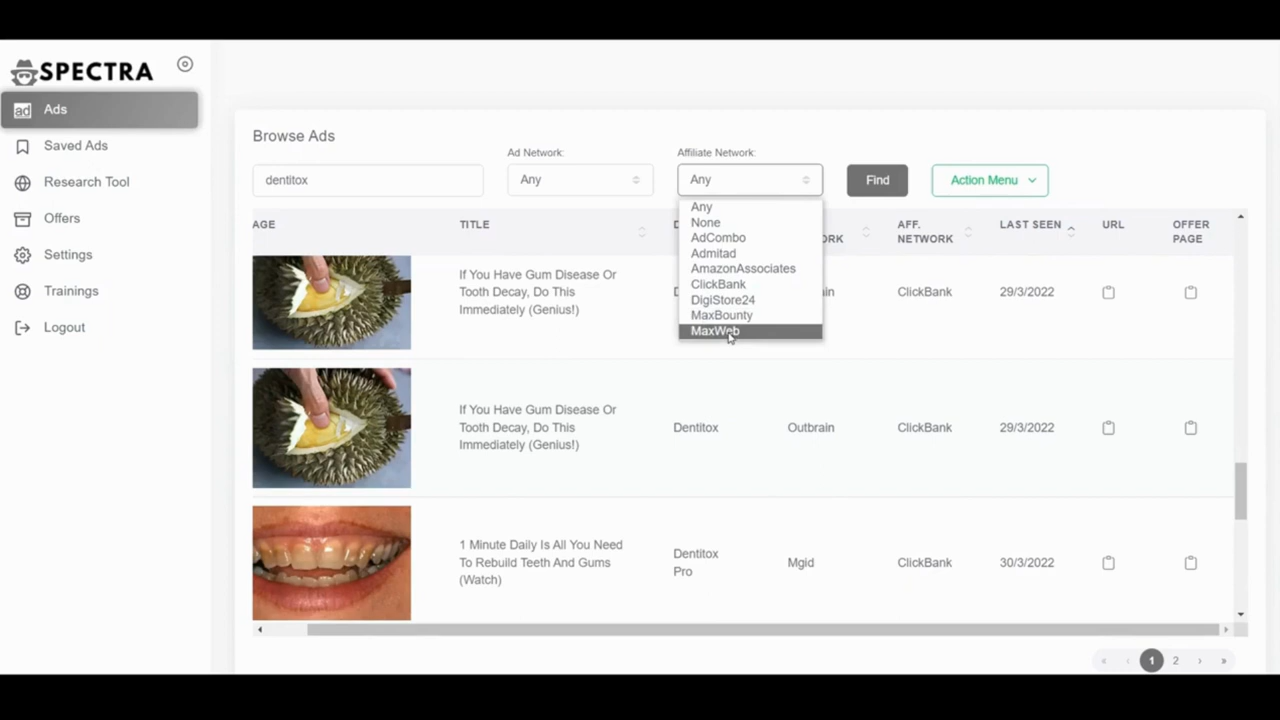 SPECTRA
ad Ads
Saved Ads
Research Tool
Offers
Settings
Trainings
Logout
Browse Ads
Ad Network:
Affiliate Network:
dentitox
Any
Any
Find
Action Menu
Any
None
AdCombo
Admitad
AmazonAssociates
ClickBank
DigiStore24
MaxBounty
MaxWeb
AGE
TITLE
AFF.
NETWORK
LAST SEEN
URL
OFFER
PAGE
If You Have Gum Disease Or
Tooth Decay, Do This
Immediately (Genius!)
ClickBank
29/3/2022
If You Have Gum Disease Or
Tooth Decay, Do This
Immediately (Genius!)
Dentitox
Outbrain
ClickBank
29/3/2022
1 Minute Daily Is All You Need
To Rebuild Teeth And Gums
(Watch)
Dentitox
Pro
Mgid
ClickBank
30/3/2022
« ‹ 1 2 › »